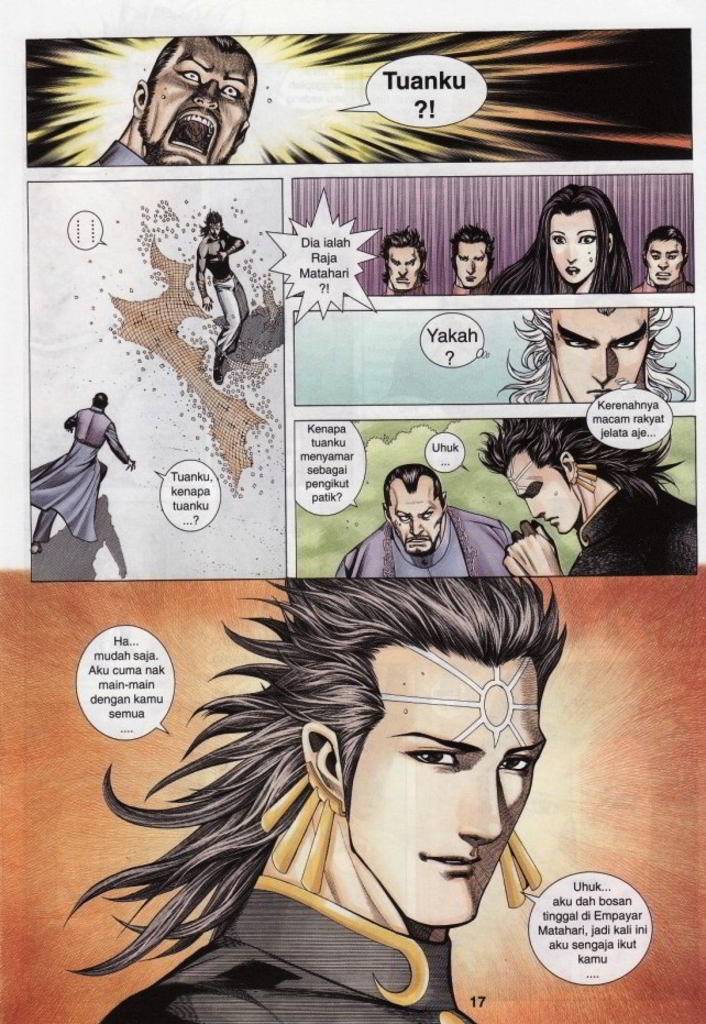 Tuanku
?!
Dia ialah
Raja
Matahari
?!
Yakah
?
Kerenahnya
macam rakyat
jelata aje...
Tuanku,
kenapa
tuanku
...?
Kenapa
tuanku
menyamar
sebagai
pengikut
patik?
Uhuk
...
Ha...
mudah saja.
Aku cuma nak
main-main
dengan kamu
semua
....
Uhuk...
aku dah bosan
tinggal di Empayar
Matahari, jadi kali ini
aku sengaja ikut
kamu
....
17